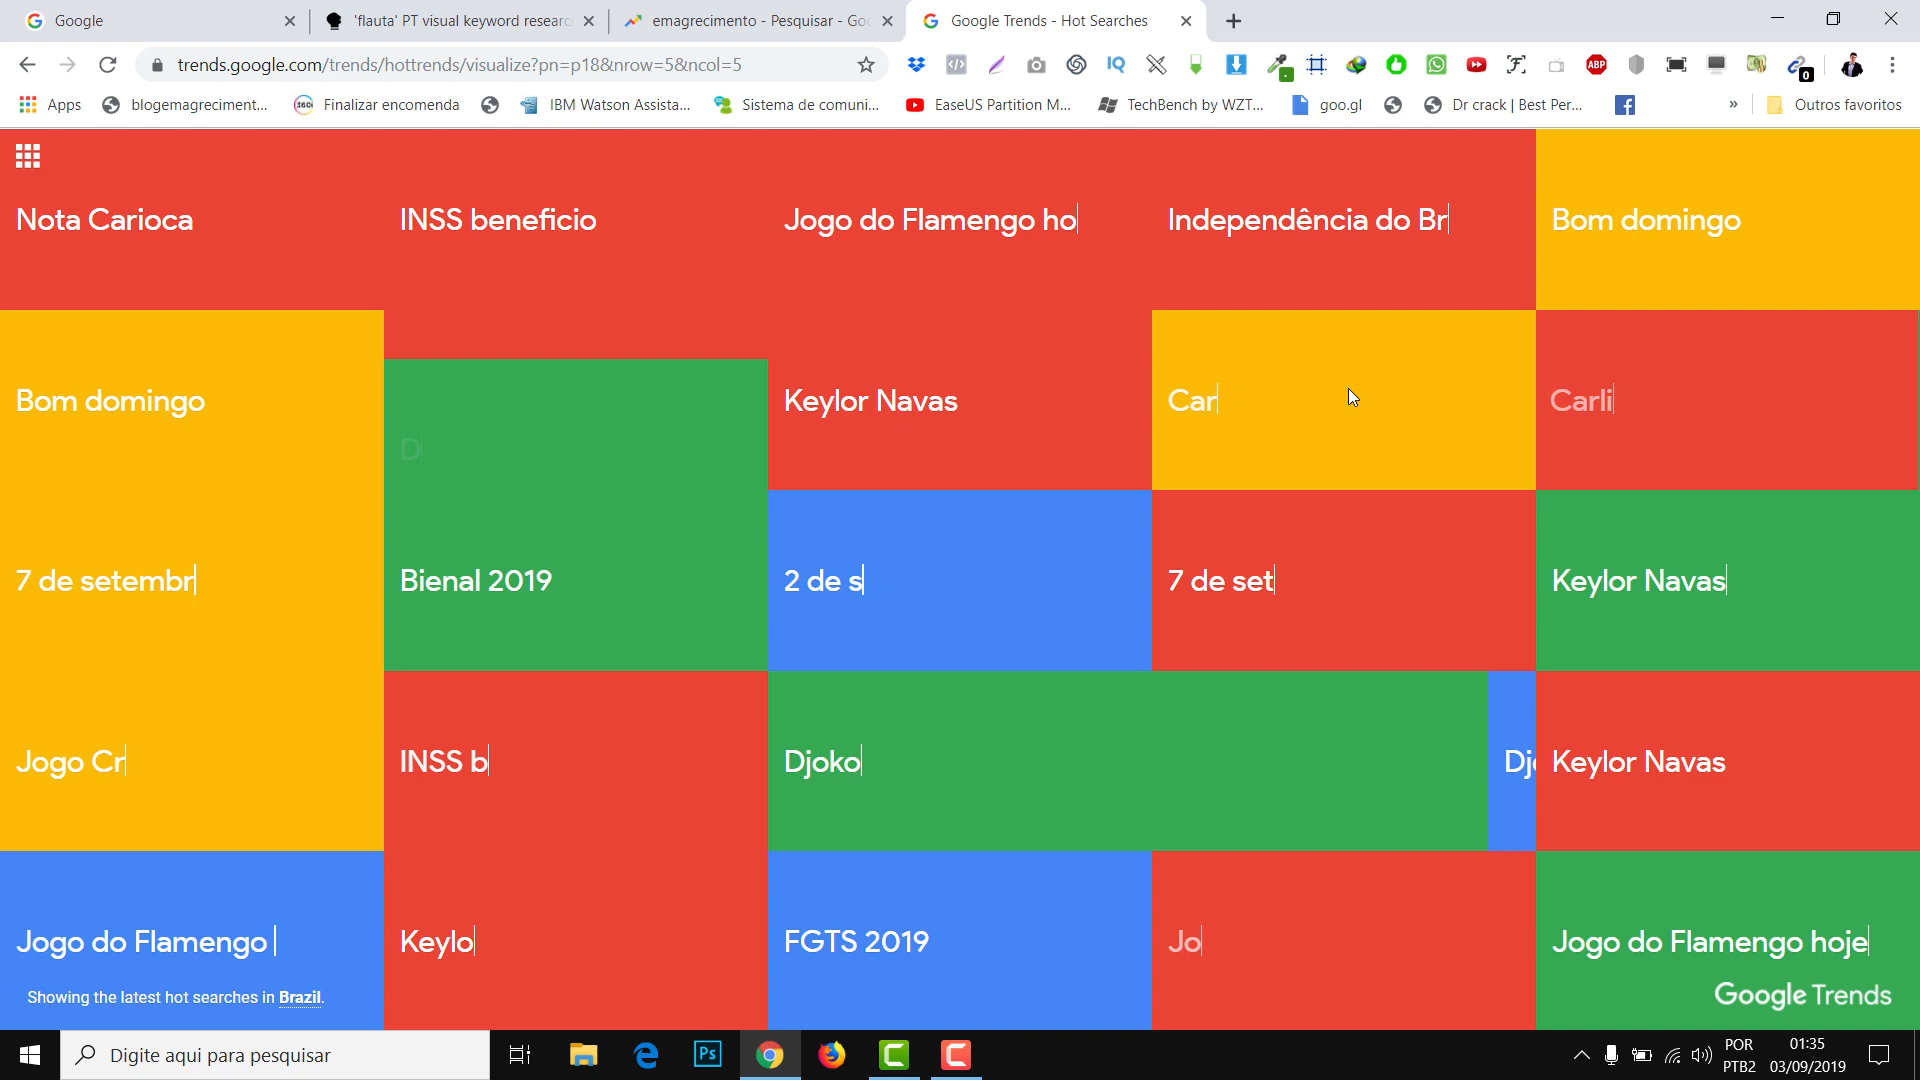 Google
'flauta' PT visual keyword researc
emagrecimento - Pesquisar - Goo
Google Trends - Hot Searches
trends.google.com/trends/hottrends/visualize?pn=p18&nrow=5&ncol=5
Apps
blogemagreciment...
Finalizar encomenda
IBM Watson Assista...
Sistema de comuni...
EaseUS Partition M...
TechBench by WZT...
goo.gl
Dr crack | Best Per...
»
Outros favoritos
Nota Carioca
INSS beneficio
Jogo do Flamengo ho
Independência do Br
Bom domingo
Bom domingo
D
Keylor Navas
Car
Carli
7 de setembr
Bienal 2019
2 de s
7 de set
Keylor Navas
Jogo Cr
INSS b
Djoko
Djo
Keylor Navas
Jogo do Flamengo
Keylo
FGTS 2019
Jo
Jogo do Flamengo hoje
Showing the latest hot searches in Brazil.
Google Trends
Digite aqui para pesquisar
Ps
POR
PTB2
01:35
03/09/2019